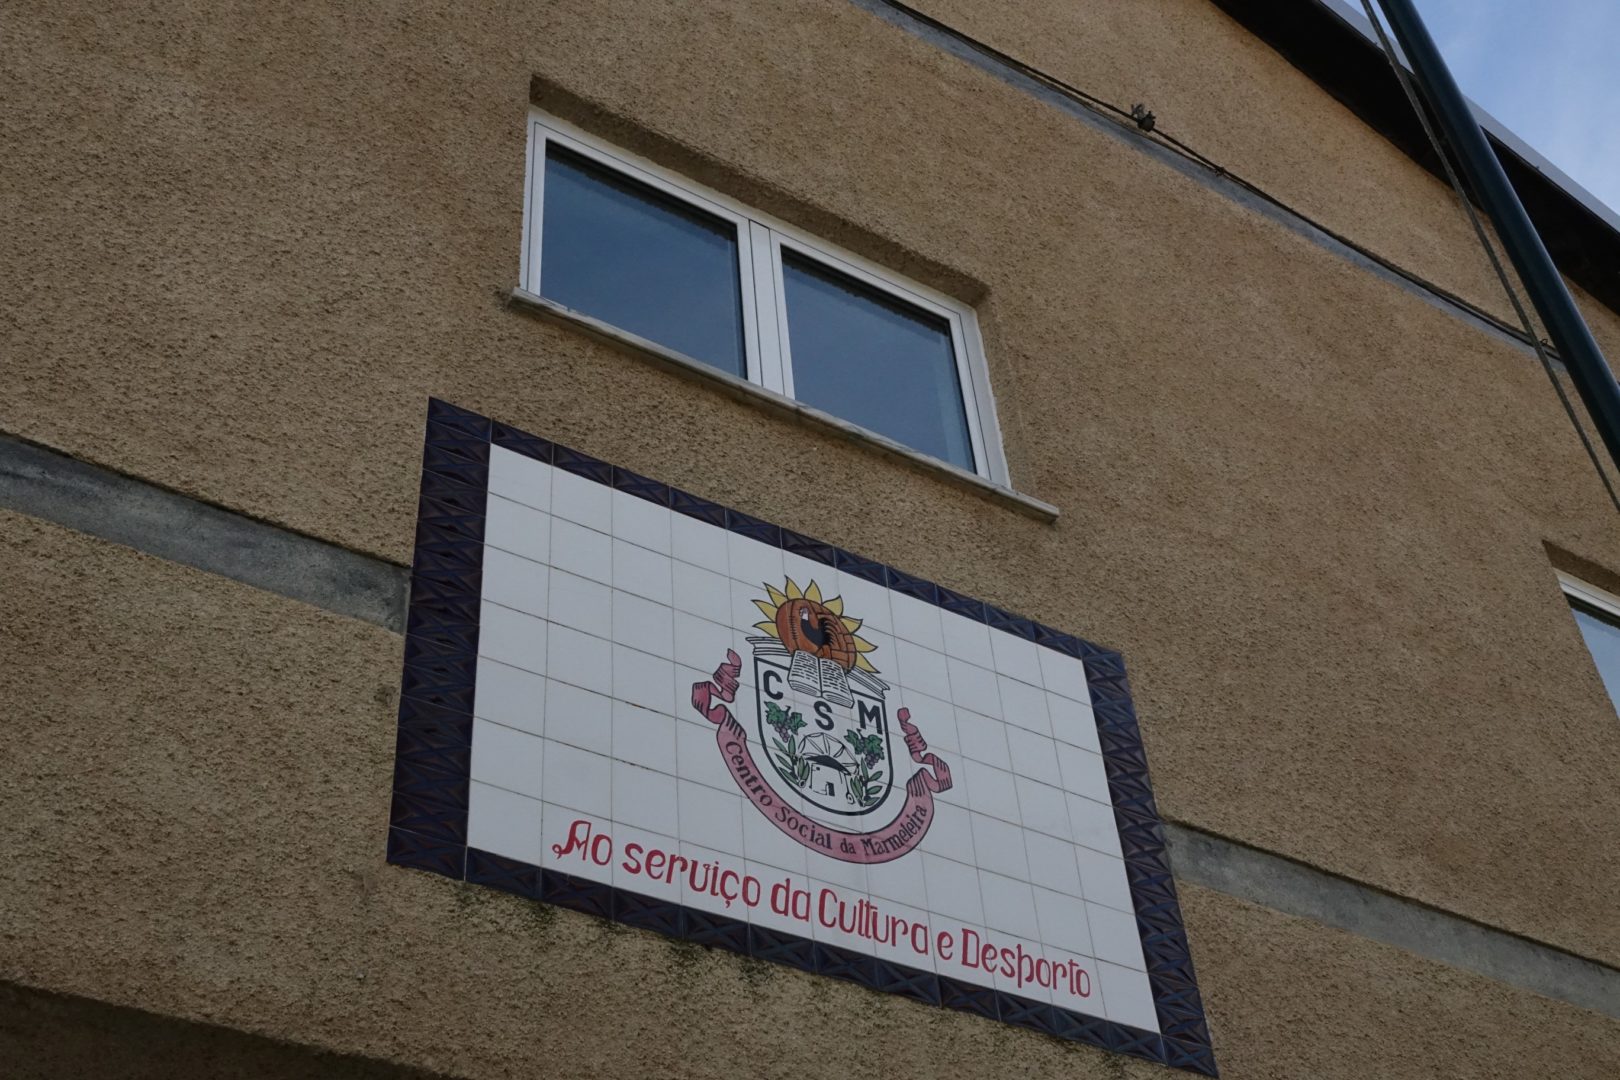 C
S M
Centro Social da Marmeleira
Ao serviço da Cultura e Desporto